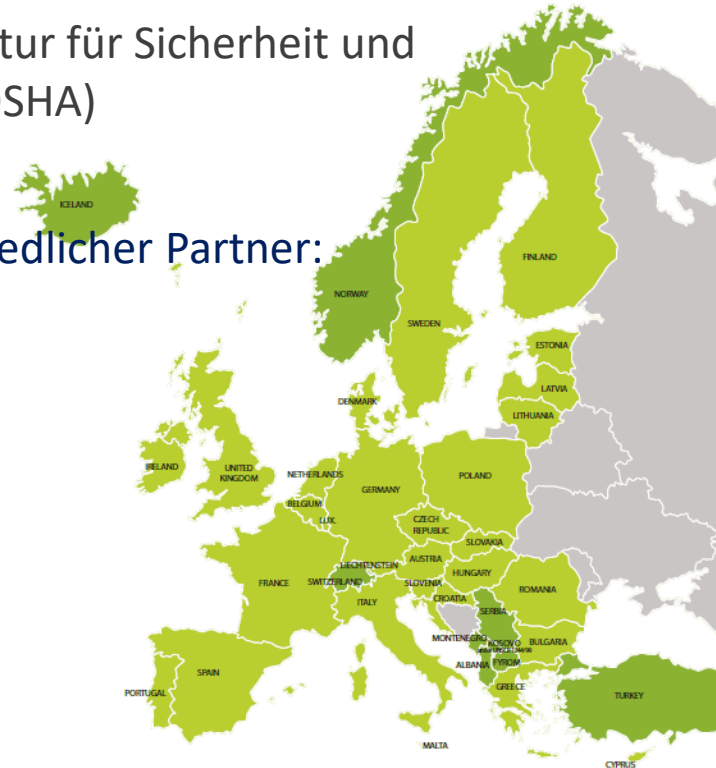 tur für Sicherheit und
OSHA)
ICELAND
edlicher Partner:
FINLAND
NORWAY
SWEDEN
ESTONIA
LATVIA
DENMARK
LITHUANIA
IRELAND
UNITED
KINGDOM
NETHERLANDS
POLAND
GERMANY
BELGIUM
LUX.
CZECH
REPUBLIC
SLOVAKIA
AUSTRIA
LIECHTENSTEIN
HUNGARY
FRANCE
SWITZERLAND
SLOVENIA
ROMANIA
CROATIA
ITALY
SERBIA
MONTENEGRO
KOSOVO
BULGARIA
ALBANIA
FYROM
SPAIN
GREECE
PORTUGAL
TURKEY
MALTA
CYPRUS